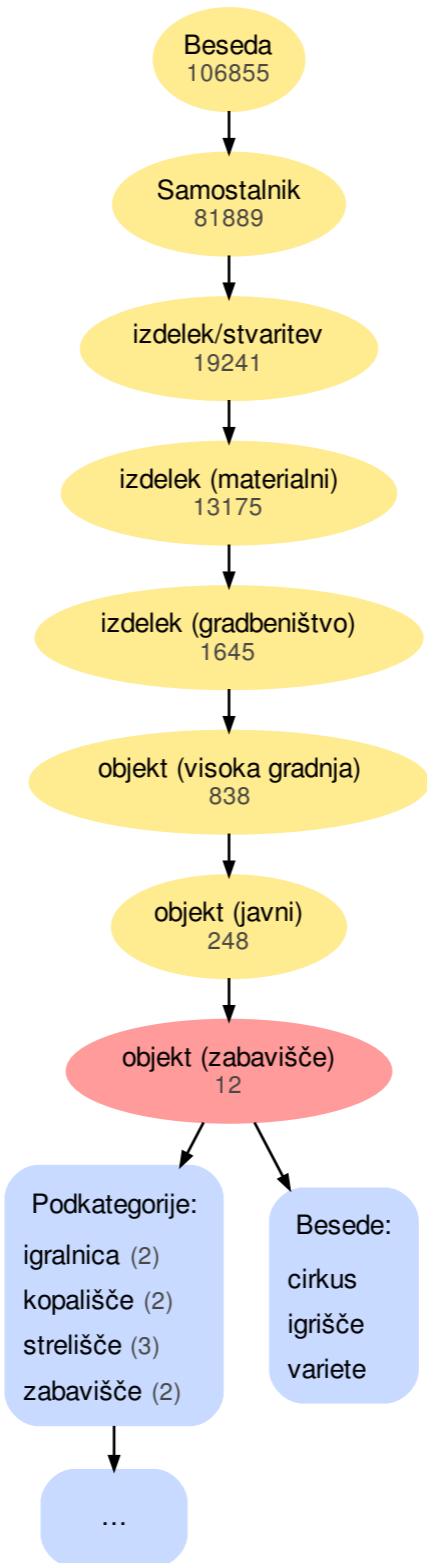 Beseda
106855
Samostalnik
81889
izdelek/stvaritev
19241
izdelek (materialni)
13175
izdelek (gradbeništvo)
1645
objekt (visoka gradnja)
838
objekt (javni)
248
objekt (zabavišče)
12
Podkategorije:
igralnica (2)
kopališče (2)
strelišče (3)
zabavišče (2)
Besede:
cirkus
igrišče
variete
...